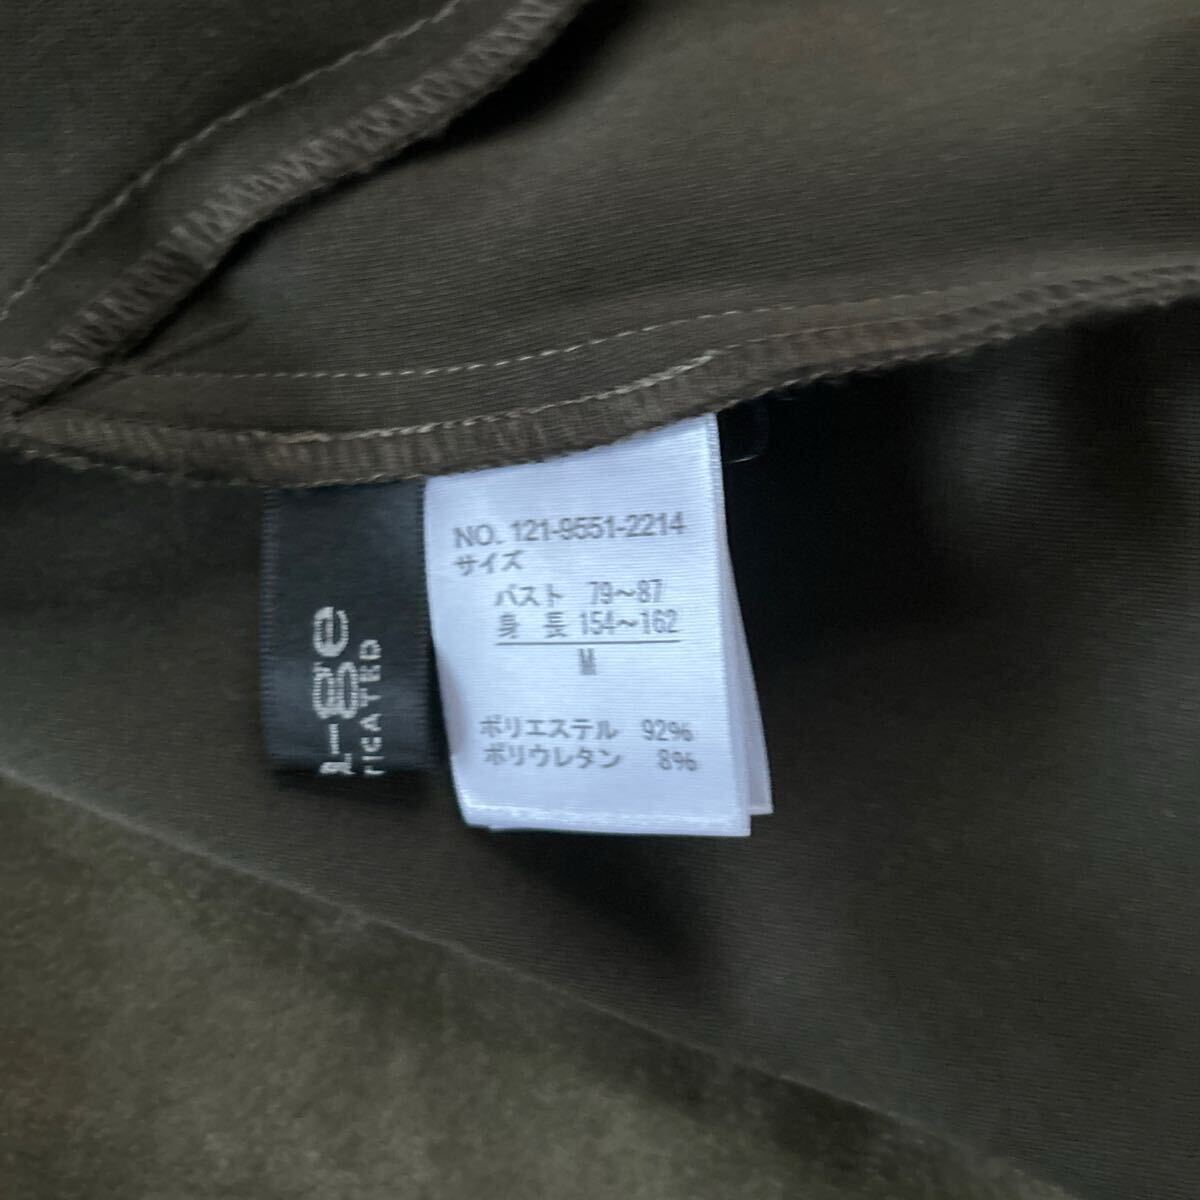 NO. 121-9551-2214
サイズ
バスト 79～87
身 長 154～162
M
ポリエステル 92%
ポリウレタン 8%